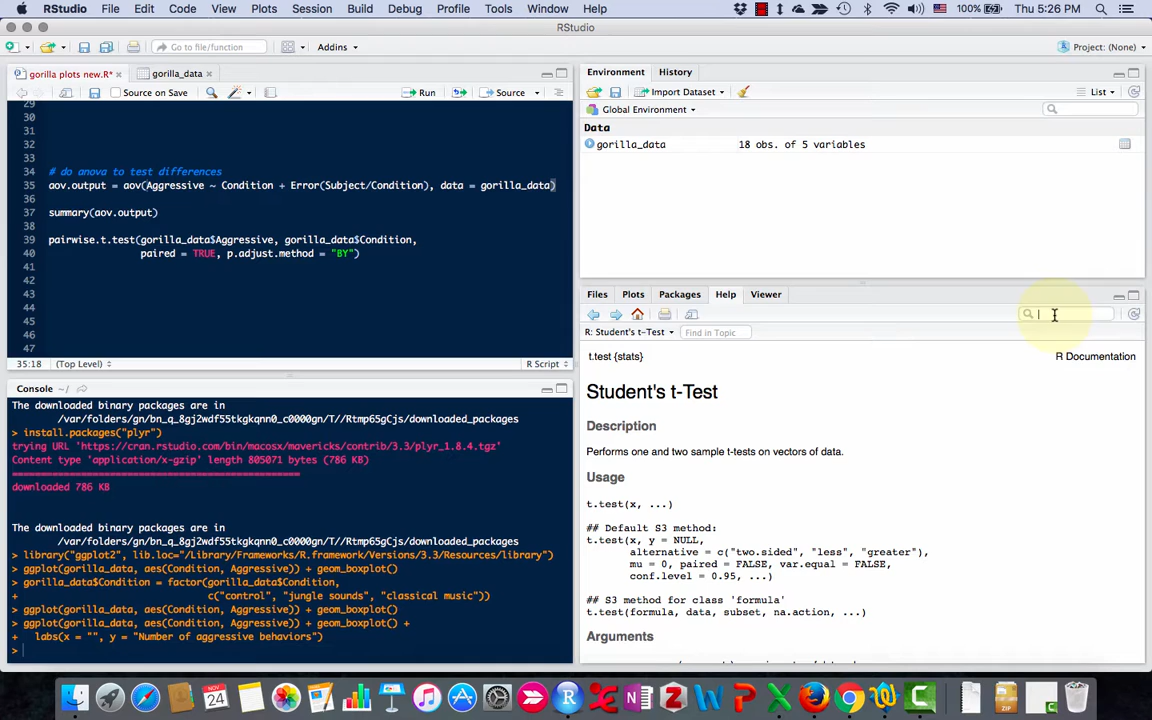 RStudio File Edit Code View Plots Session Build Debug Profile Tools Window Help 100% Thu 5:26 PM
RStudio
Go to file/function Addins Project: (None)
gorilla plots new.R* gorilla_data
Source on Save Run Source
29
30
31
32
33
34 # do anova to test differences
35 aov.output = aov(Aggressive ~ Condition + Error(Subject/Condition), data = gorilla_data)
36
37 summary(aov.output)
38
39 pairwise.t.test(gorilla_data$Aggressive, gorilla_data$Condition,
40 paired = TRUE, p.adjust.method = "BY")
41
42
43
44
45
46
47
35:18 (Top Level) R Script
Console ~/
The downloaded binary packages are in
/var/folders/gn/bn_q_8gj2wdf55tkgkqnn0_c0000gn/T//Rtmp65gCjs/downloaded_packages
> install.packages("plyr")
trying URL 'https://cran.rstudio.com/bin/macosx/mavericks/contrib/3.3/plyr_1.8.4.tgz'
Content type 'application/x-gzip' length 805071 bytes (786 KB)
==================================================
downloaded 786 KB
The downloaded binary packages are in
/var/folders/gn/bn_q_8gj2wdf55tkgkqnn0_c0000gn/T//Rtmp65gCjs/downloaded_packages
> library("ggplot2", lib.loc="/Library/Frameworks/R.framework/Versions/3.3/Resources/library")
> ggplot(gorilla_data, aes(Condition, Aggressive)) + geom_boxplot()
> gorilla_data$Condition = factor(gorilla_data$Condition,
+ c("control", "jungle sounds", "classical music"))
> ggplot(gorilla_data, aes(Condition, Aggressive)) + geom_boxplot()
> ggplot(gorilla_data, aes(Condition, Aggressive)) + geom_boxplot() +
+ labs(x = "", y = "Number of aggressive behaviors")
>
Environment History
Import Dataset List
Global Environment
Data
gorilla_data 18 obs. of 5 variables
Files Plots Packages Help Viewer
R: Student's t-Test Find in Topic
t.test {stats} R Documentation
Student's t-Test
Description
Performs one and two sample t-tests on vectors of data.
Usage
t.test(x, ...)
## Default S3 method:
t.test(x, y = NULL,
alternative = c("two.sided", "less", "greater"),
mu = 0, paired = FALSE, var.equal = FALSE,
conf.level = 0.95, ...)
## S3 method for class 'formula'
t.test(formula, data, subset, na.action, ...)
Arguments
NOV
24